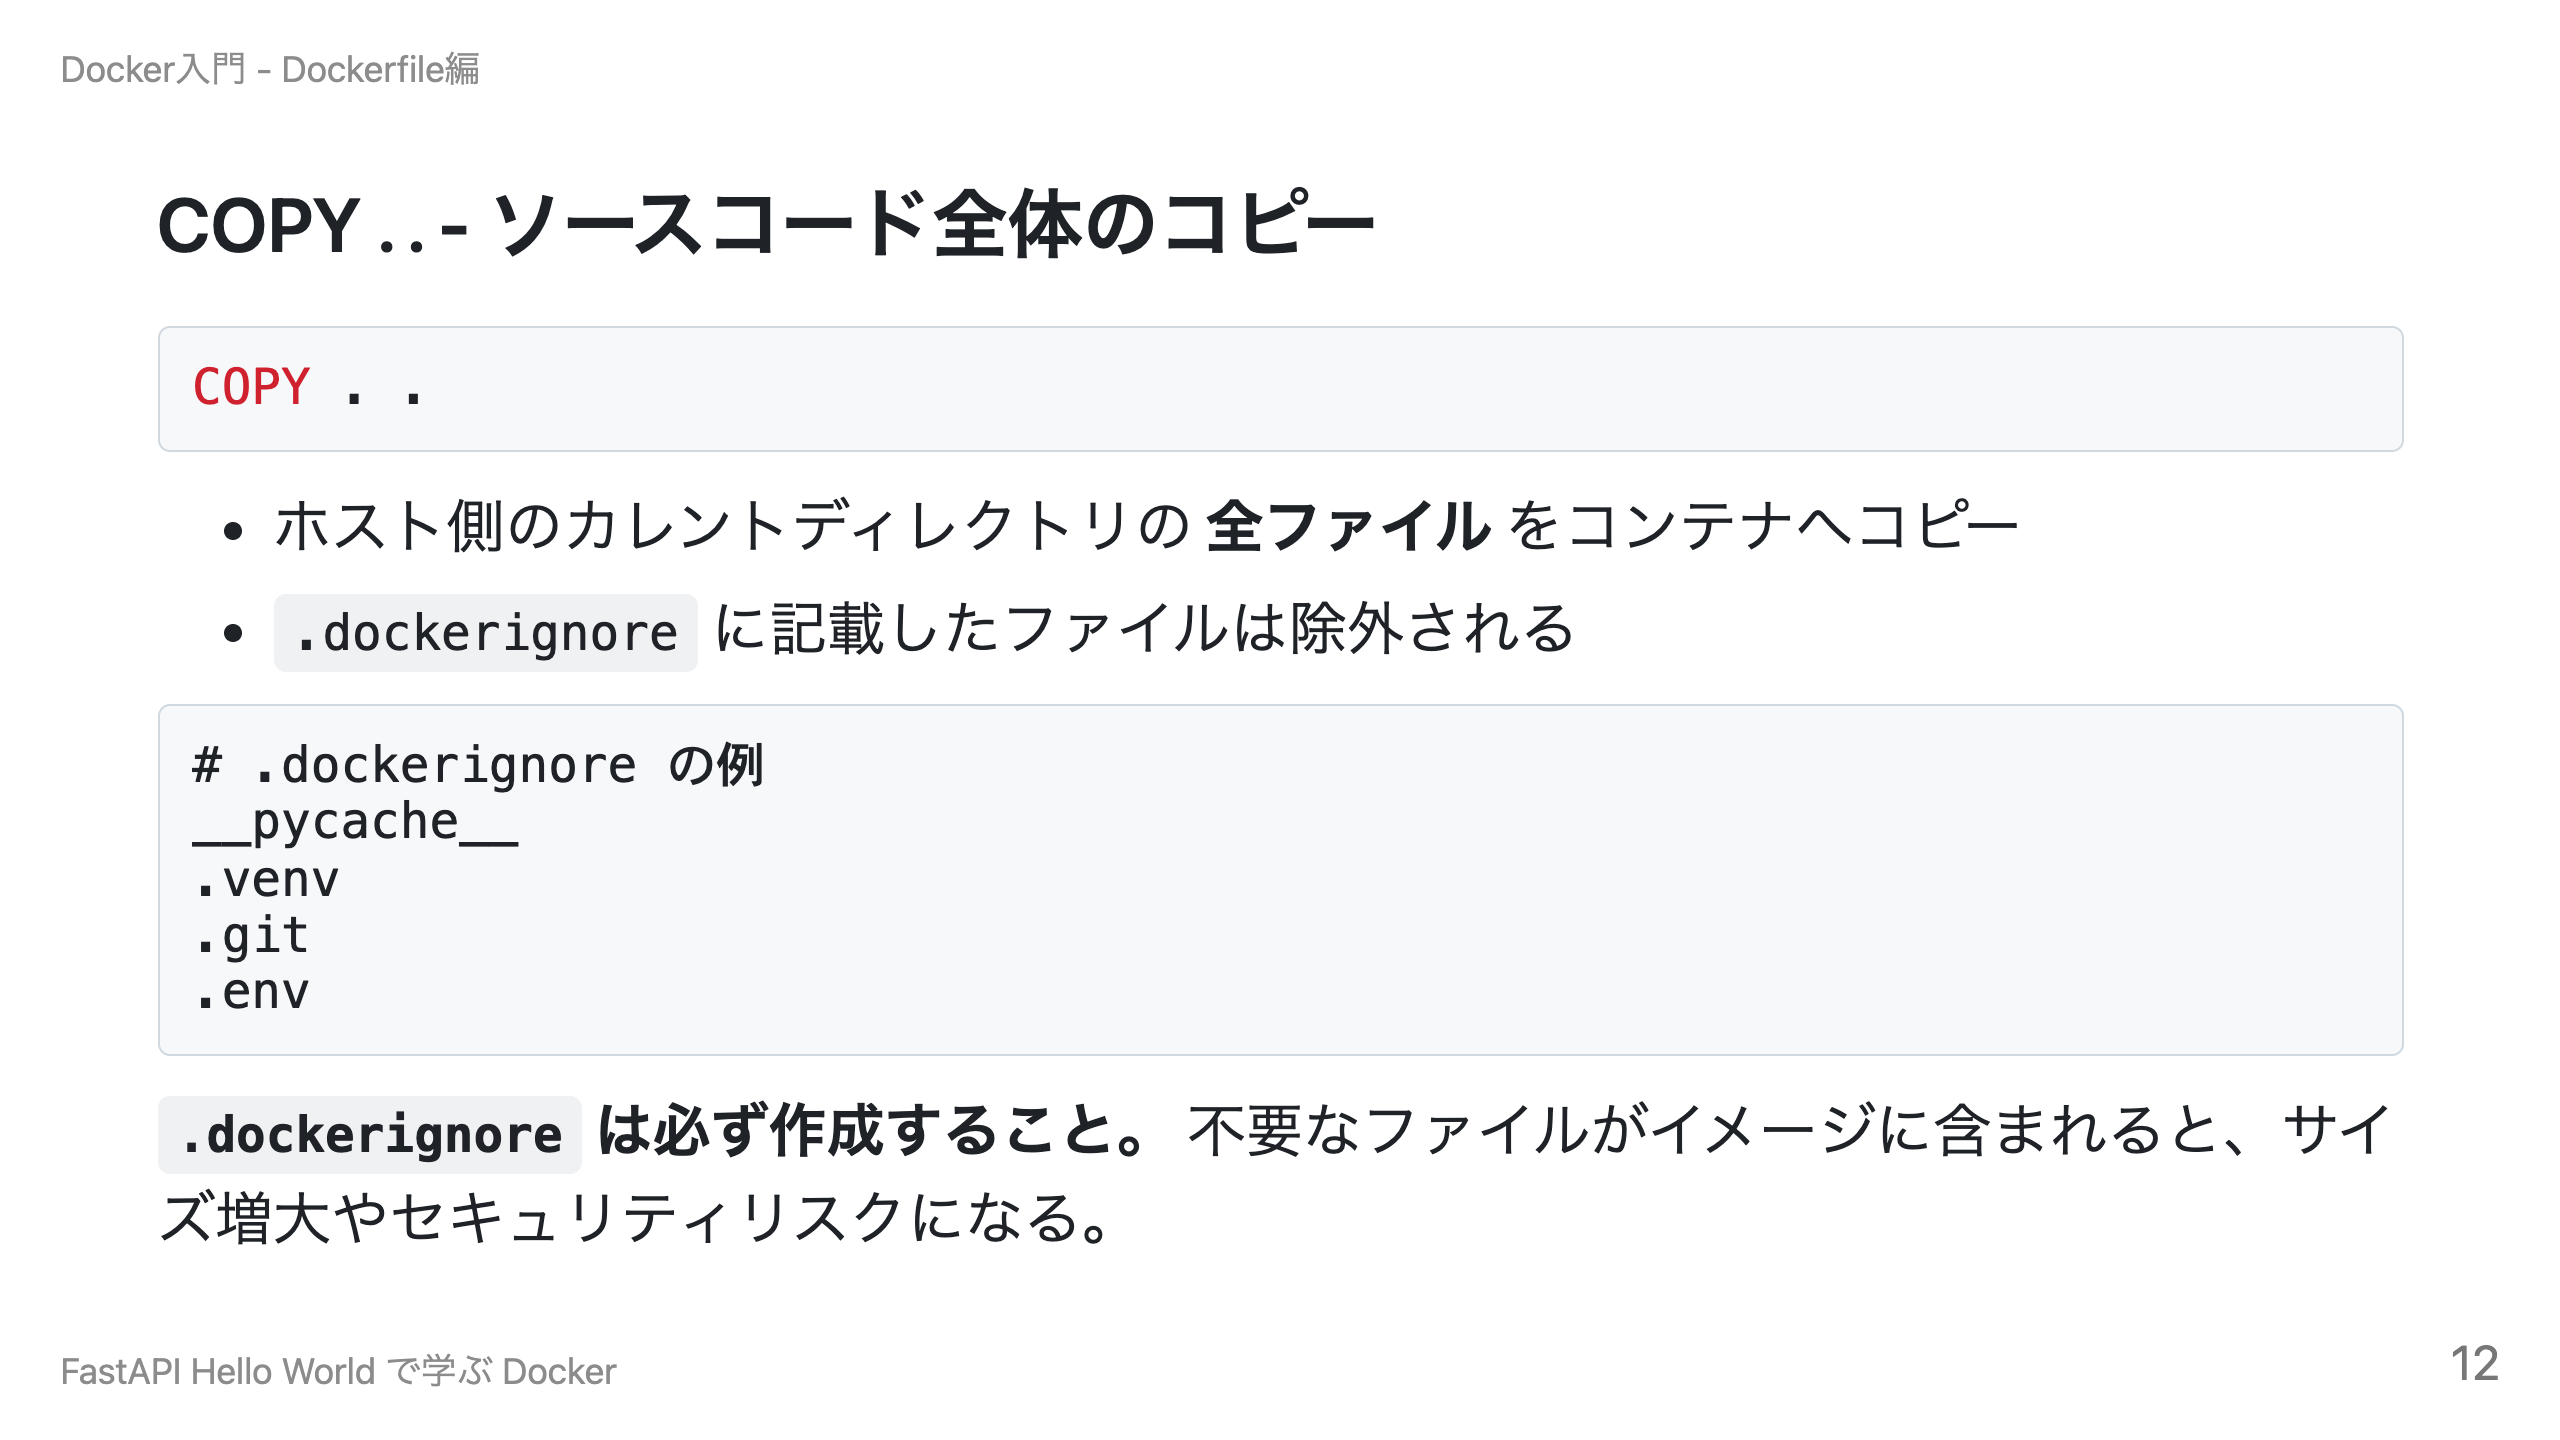 Docker入門 - Dockerfile編
COPY . . - ソースコード全体のコピー
COPY . .
• ホスト側のカレントディレクトリの 全ファイル をコンテナへコピー
• .dockerignore に記載したファイルは除外される
# .dockerignore の例
__pycache__
.venv
.git
.env
.dockerignore は必ず作成すること。 不要なファイルがイメージに含まれると、サイ
ズ増大やセキュリティリスクになる。
FastAPI Hello World で学ぶ Docker
12